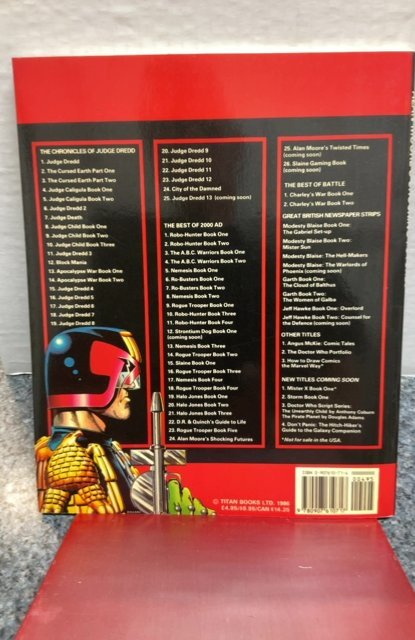 THE CHRONICLES OF JUDGE DREDD
1. Judge Dredd
2. The Cursed Earth Part One
3. The Cursed Earth Part Two
4. Judge Caligula Book One
5. Judge Caligula Book Two
6. Judge Dredd 2
7. Judge Death
8. Judge Child Book One
9. Judge Child Book Two
10. Judge Child Book Three
11. Judge Dredd 3
12. Block Mania
13. Apocalypse War Book One
14. Apocalypse War Book Two
15. Judge Dredd 4
16. Judge Dredd 5
17. Judge Dredd 6
18. Judge Dredd 7
19. Judge Dredd 8
20. Judge Dredd 9
21. Judge Dredd 10
22. Judge Dredd 11
23. Judge Dredd 12
24. City of the Damned
25. Judge Dredd 13 (coming soon)
THE BEST OF 2000 AD
1. Robo-Hunter Book One
2. Robo-Hunter Book Two
3. The A.B.C. Warriors Book One
4. The A.B.C. Warriors Book Two
5. Nemesis Book One
6. Ro-Busters Book One
7. Ro-Busters Book Two
8. Nemesis Book Two
9. Rogue Trooper Book One
10. Robo-Hunter Book Three
11. Robo-Hunter Book Four
12. Strontium Dog Book One
(coming soon)
13. Nemesis Book Three
14. Rogue Trooper Book Two
15. Slaine Book One
16. Rogue Trooper Book Three
17. Nemesis Book Four
18. Rogue Trooper Book Four
19. Halo Jones Book One
20. Halo Jones Book Two
21. Halo Jones Book Three
22. D.R. & Quinch's Guide to Life
23. Rogue Trooper Book Five
24. Alan Moore's Shocking Futures
25. Alan Moore's Twisted Times
(coming soon)
26. Slaine Gaming Book
(coming soon)
THE BEST OF BATTLE
1. Charley's War Book One
2. Charley's War Book Two
GREAT BRITISH NEWSPAPER STRIPS
Modesty Blaise Book One:
The Gabriel Set-up
Modesty Blaise Book Two:
Mister Sun
Modesty Blaise: The Hell-Makers
Modesty Blaise: The Warlords of
Phoenix (coming soon)
Garth Book One:
The Cloud of Balthus
Garth Book Two:
The Women of Galba
Jeff Hawke Book One: Overlord
Jeff Hawke Book Two: Counsel for
the Defence (coming soon)
OTHER TITLES
1. Angus McKie: Comic Tales
2. The Doctor Who Portfolio
3. How to Draw Comics
the Marvel Way*
NEW TITLES COMING SOON
1. Mister X Book One*
2. Storm Book One
3. Doctor Who Script Series:
The Unearthly Child by Anthony Coburn
The Pirate Planet by Douglas Adams
4. Don't Panic: The Hitch-Hiker's
Guide to the Galaxy Companion
*Not for sale in the USA.
© TITAN BOOKS LTD. 1986
£4.95/$8.95/CAN $14.25
00495